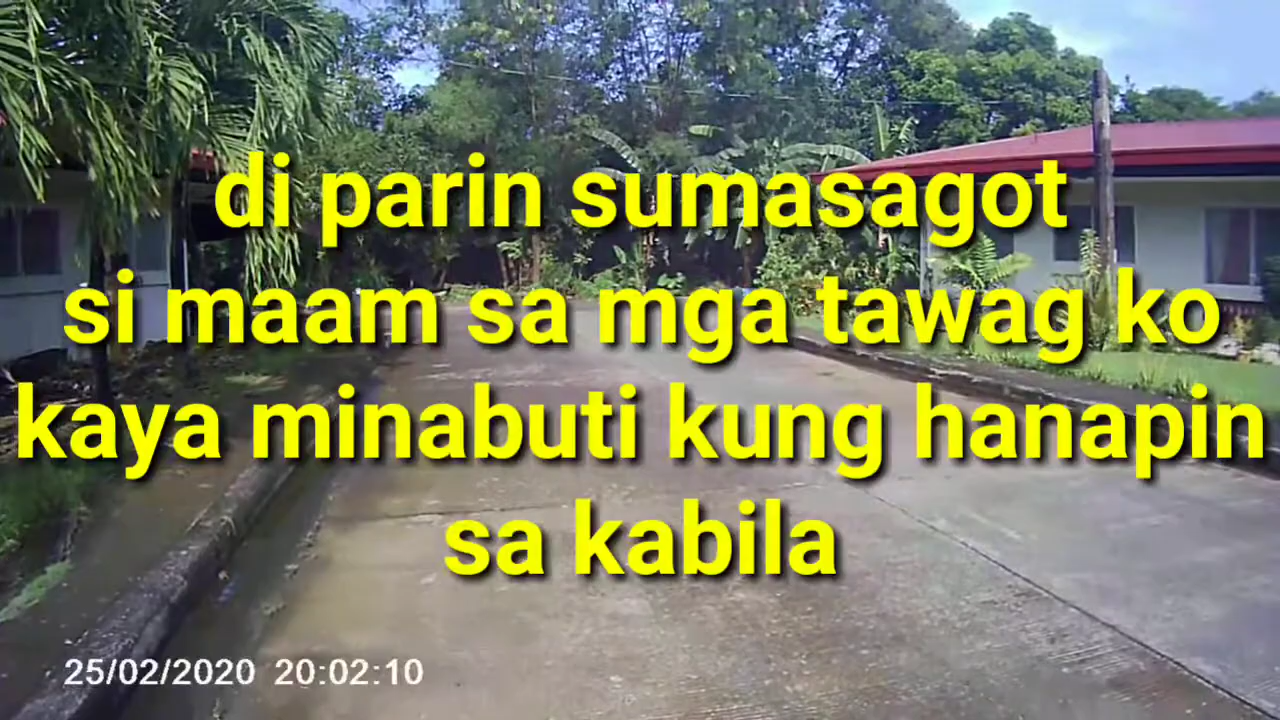 di parin sumasagot
si maam sa mga tawag ko
kaya minabuti kung hanapin
sa kabila
25/02/2020 20:02:10